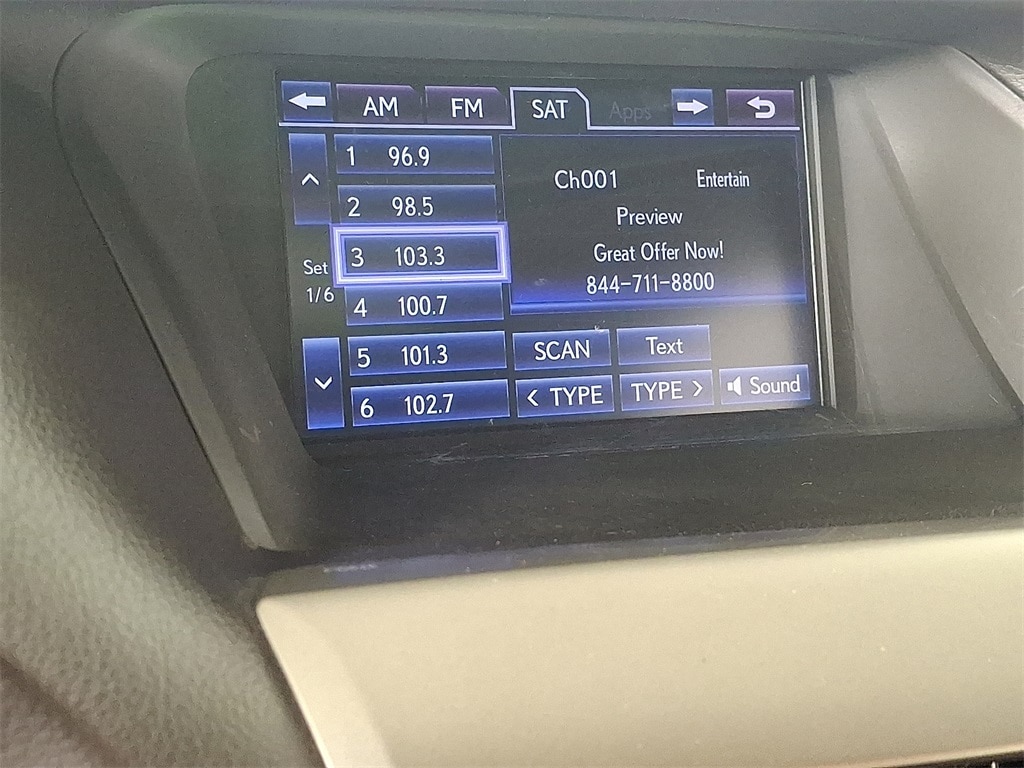 AM FM SAT Apps
1 96.9
2 98.5
3 103.3
4 100.7
5 101.3
6 102.7
Set
1/6
Ch001 Entertain
Preview
Great Offer Now!
844-711-8800
SCAN Text
< TYPE TYPE > Sound